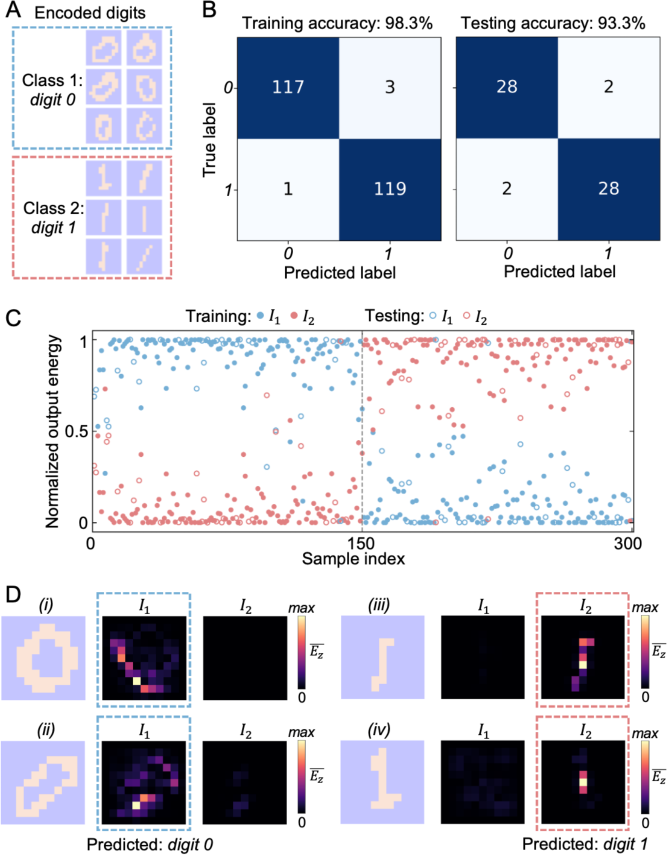 A
Encoded digits
Class 1:
digit 0
Class 2:
digit 1
B
Training accuracy: 98.3%
Testing accuracy: 93.3%
True label
0
1
117
3
1
119
28
2
2
28
0
1
0
1
Predicted label
Predicted label
C
Training: I₁ I₂
Testing: I₁ I₂
Normalized output energy
1
0.5
0
0
150
300
Sample index
D
(i)
I₁
I₂
max
E̅z
0
(iii)
I₁
I₂
max
E̅z
0
(ii)
I₁
I₂
max
E̅z
0
(iv)
I₁
I₂
max
E̅z
0
Predicted: digit 0
Predicted: digit 1